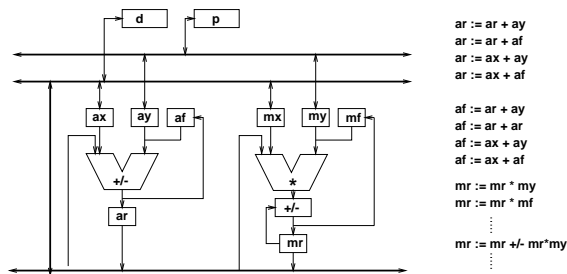 d
p
ax
ay
af
mx
my
mf
+/-
*
+/-
ar
mr
ar := ar + ay
ar := ar + af
ar := ax + ay
ar := ax + af
af := ar + ay
af := ar + ar
af := ax + ay
af := ax + af
mr := mr * my
mr := mr * mf
mr := mr +/- mr*my